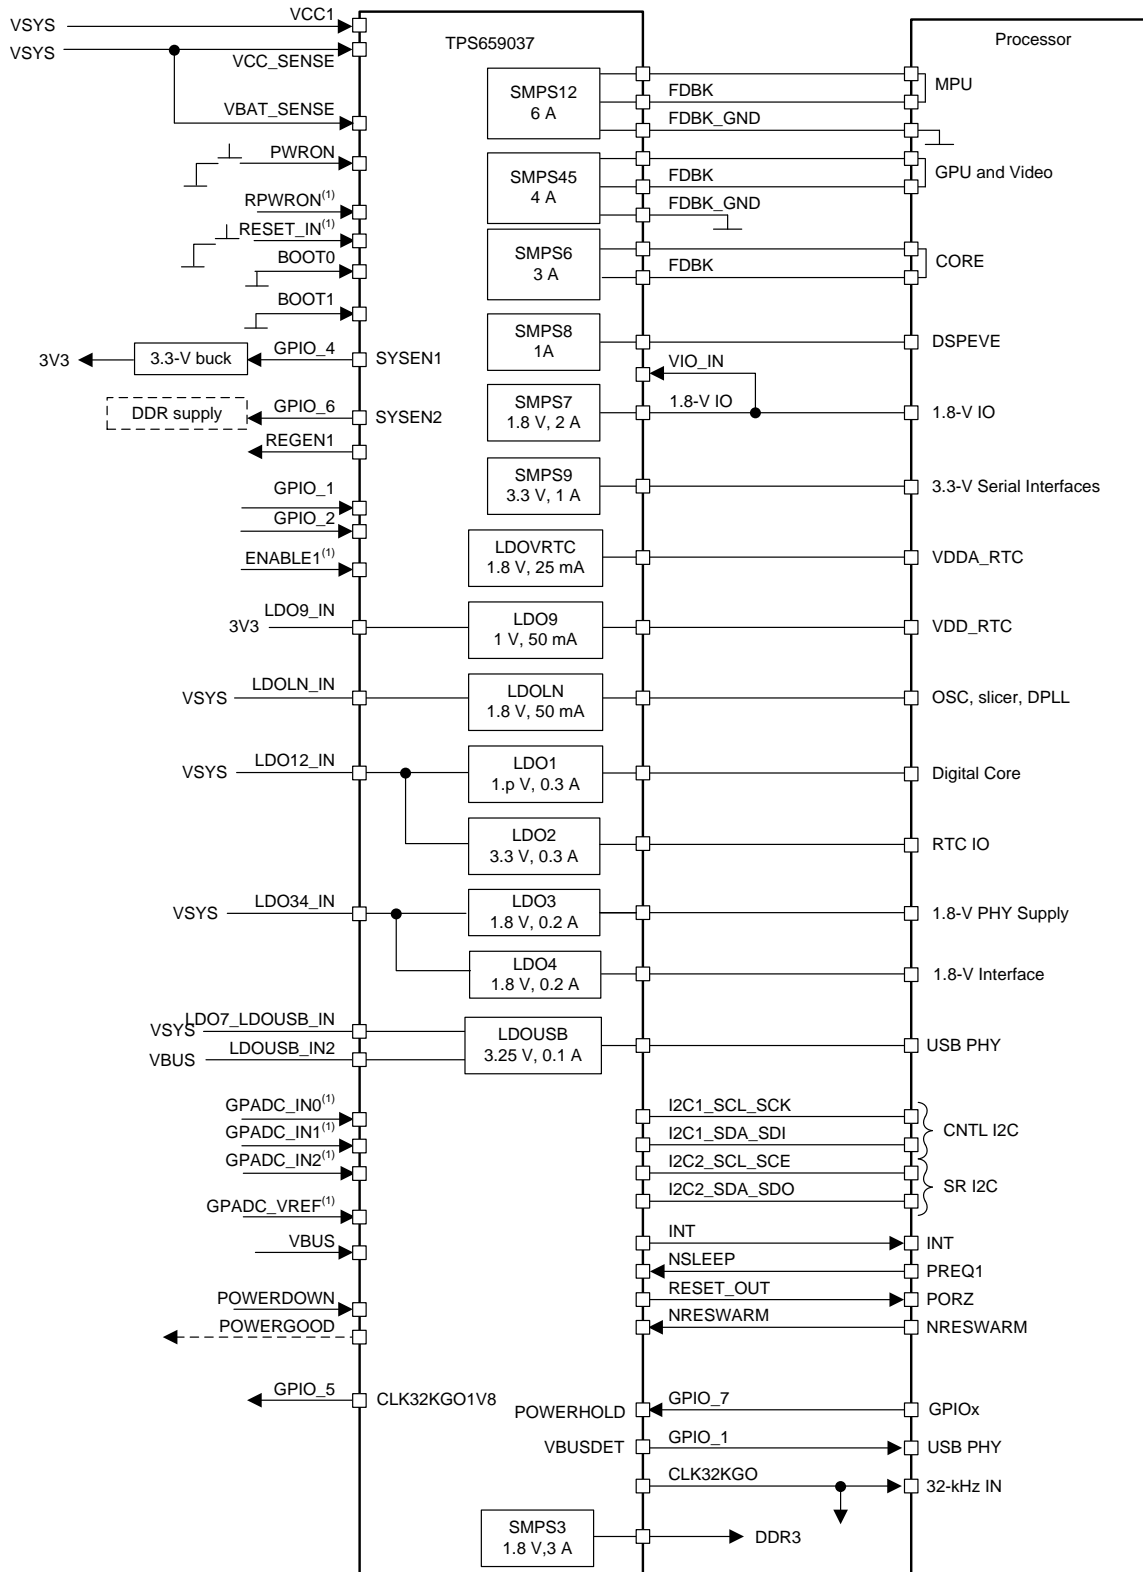 VCC1
VSYS
TPS659037
Processor
VSYS
VCC_SENSE
SMPS12
6 A
FDBK
MPU
VBAT_SENSE
FDBK_GND
PWRON
SMPS45
4 A
FDBK
GPU and Video
RPWRON(1)
FDBK_GND
RESET_IN(1)
BOOT0
SMPS6
3 A
FDBK
CORE
BOOT1
SMPS8
1A
DSPEVE
3V3
3.3-V buck
GPIO_4
SYSEN1
VIO_IN
DDR supply
GPIO_6
SYSEN2
SMPS7
1.8 V, 2 A
1.8-V IO
1.8-V IO
REGEN1
GPIO_1
SMPS9
3.3 V, 1 A
3.3-V Serial Interfaces
GPIO_2
ENABLE1(1)
LDOVRTC
1.8 V, 25 mA
VDDA_RTC
3V3
LDO9_IN
LDO9
1 V, 50 mA
VDD_RTC
VSYS
LDOLN_IN
LDOLN
1.8 V, 50 mA
OSC, slicer, DPLL
VSYS
LDO12_IN
LDO1
1.p V, 0.3 A
Digital Core
LDO2
3.3 V, 0.3 A
RTC IO
VSYS
LDO34_IN
LDO3
1.8 V, 0.2 A
1.8-V PHY Supply
LDO4
1.8 V, 0.2 A
1.8-V Interface
VSYS
LDO7_LDOUSB_IN
VBUS
LDOUSB_IN2
LDOUSB
3.25 V, 0.1 A
USB PHY
GPADC_IN0(1)
I2C1_SCL_SCK
GPADC_IN1(1)
I2C1_SDA_SDI
CNTL I2C
GPADC_IN2(1)
I2C2_SCL_SCE
I2C2_SDA_SDO
SR I2C
GPADC_VREF(1)
VBUS
INT
INT
NSLEEP
PREQ1
POWERDOWN
RESET_OUT
PORZ
POWERGOOD
NRESWARM
NRESWARM
GPIO_5
CLK32KGO1V8
POWERHOLD
GPIO_7
GPIOx
VBUSDET
GPIO_1
USB PHY
CLK32KGO
32-kHz IN
SMPS3
1.8 V,3 A
DDR3